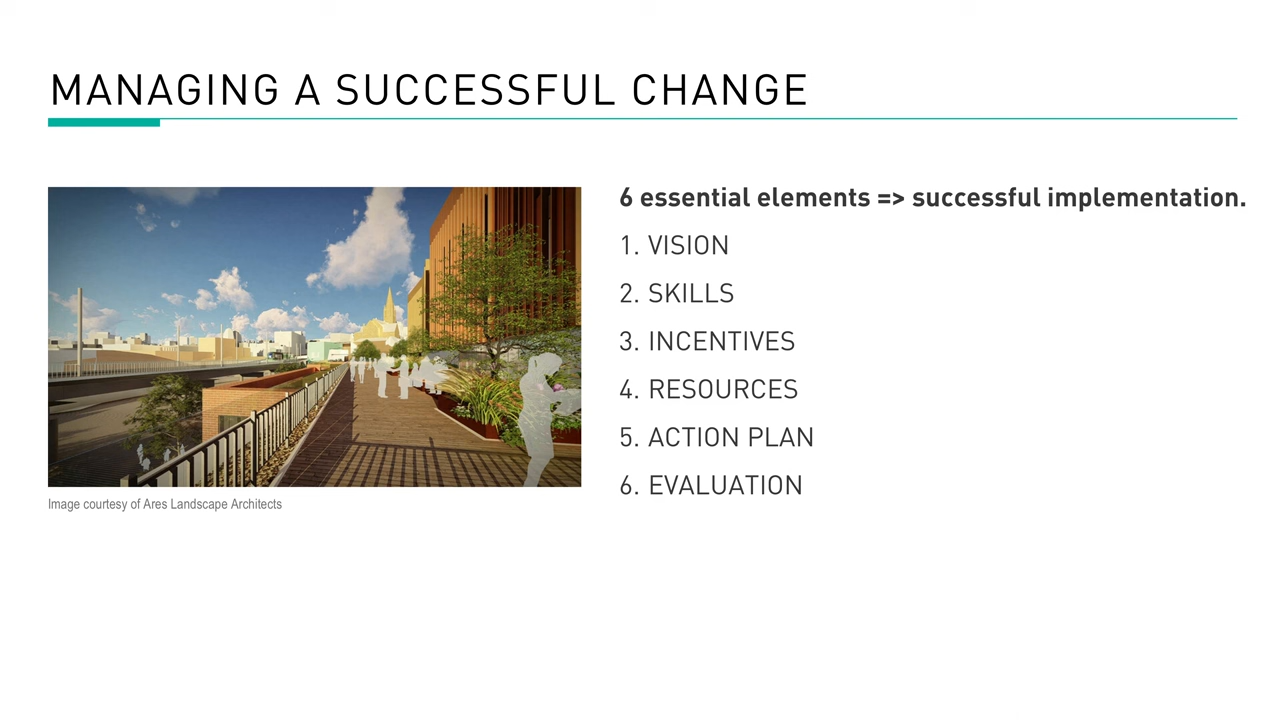 MANAGING A SUCCESSFUL CHANGE
6 essential elements => successful implementation.
1. VISION
2. SKILLS
3. INCENTIVES
4. RESOURCES
5. ACTION PLAN
6. EVALUATION
Image courtesy of Ares Landscape Architects